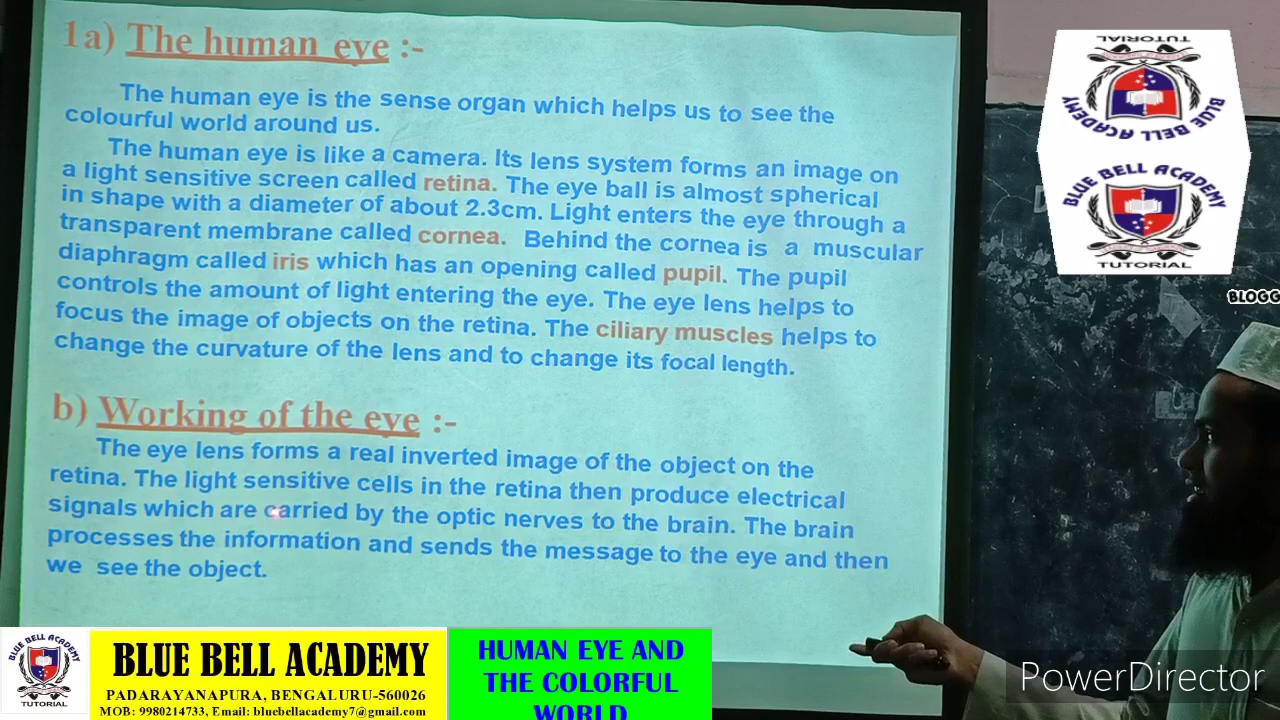 1a) The human eye :-
The human eye is the sense organ which helps us to see the
colourful world around us.
The human eye is like a camera. Its lens system forms an image on
a light sensitive screen called retina. The eye ball is almost spherical
in shape with a diameter of about 2.3cm. Light enters the eye through a
transparent membrane called cornea. Behind the cornea is a muscular
diaphragm called iris which has an opening called pupil. The pupil
controls the amount of light entering the eye. The eye lens helps to
focus the image of objects on the retina. The ciliary muscles helps to
change the curvature of the lens and to change its focal length.
b) Working of the eye :-
The eye lens forms a real inverted image of the object on the
retina. The light sensitive cells in the retina then produce electrical
signals which are carried by the optic nerves to the brain. The brain
processes the information and sends the message to the eye and then
we see the object.
TUTORIAL
BLUE BELL ACADEMY
BLUE BELL ACADEMY
TUTORIAL
BLOGG
BLUE BELL ACADEMY
TUTORIAL
BLUE BELL ACADEMY
PADARAYANAPURA, BENGALURU-560026
MOB: 9980214733, Email: bluebellacademy7@gmail.com
HUMAN EYE AND
THE COLORFUL
WORLD
PowerDirector